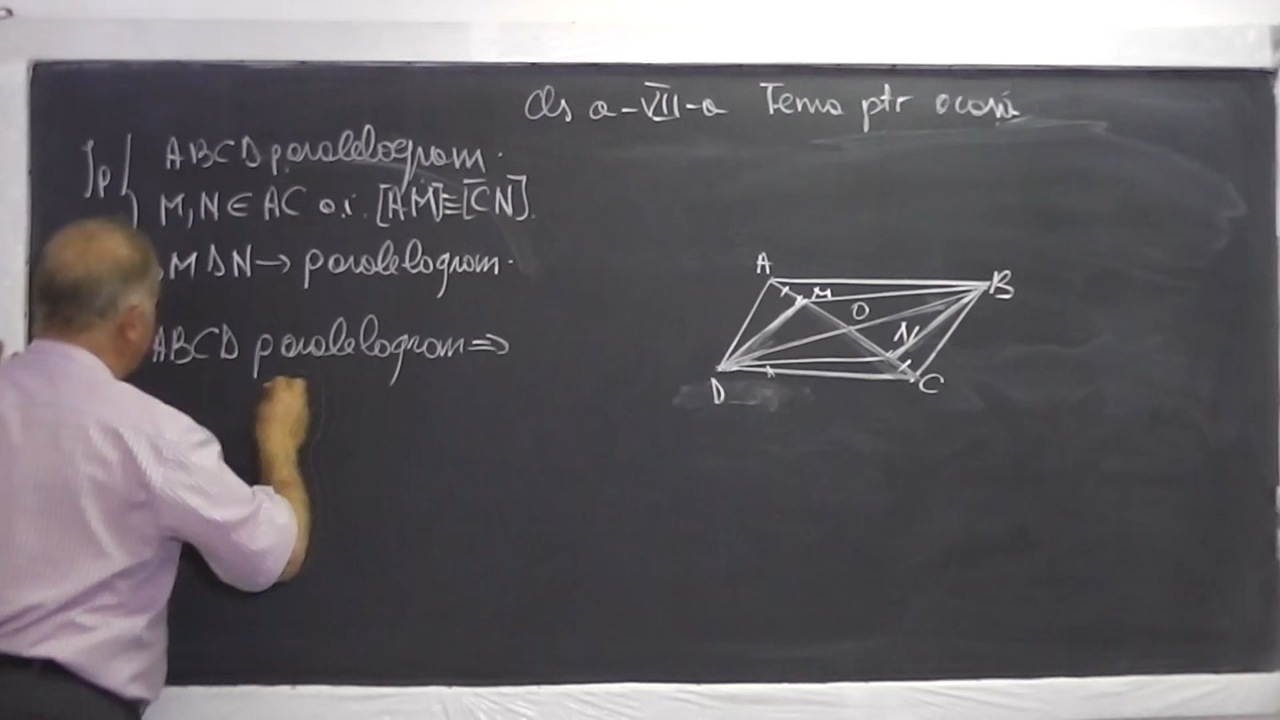 Cls a-VII-a Tema ptr acasă
Ip ABCD paralelogram.
M, N ∈ AC a.î. [AM] ≡ [CN].
MDN → paralelogram.
ABCD paralelogram ⇒
A
B
M
O
N
D
C